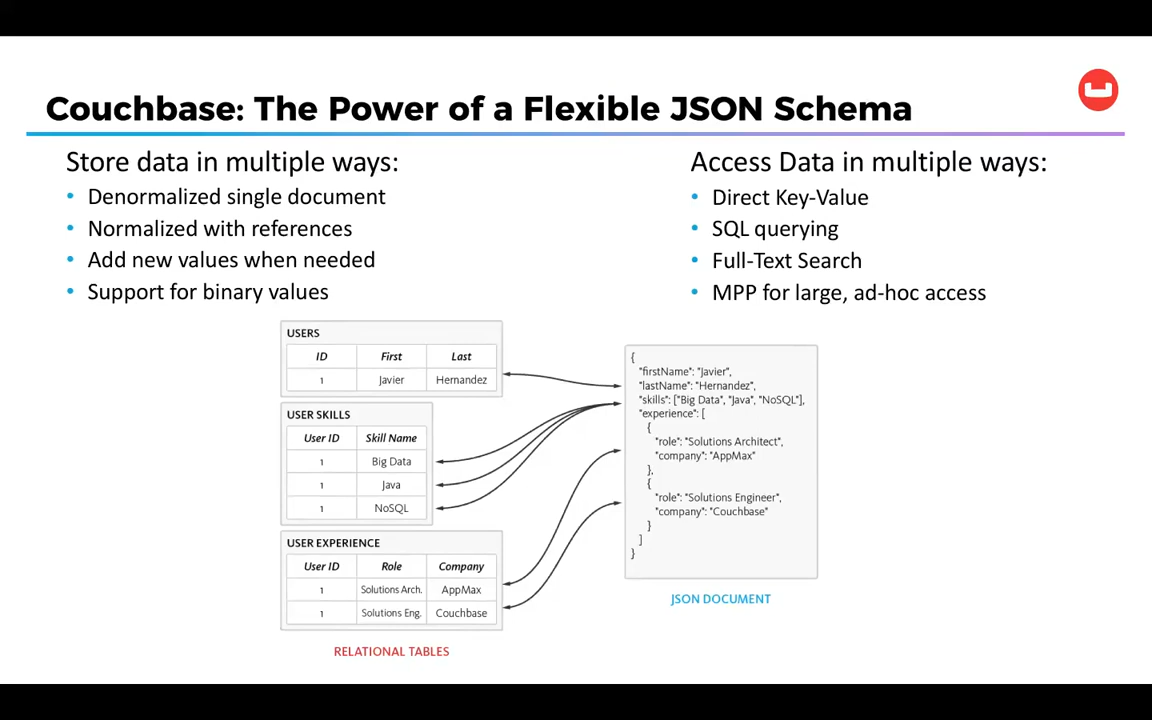 Couchbase: The Power of a Flexible JSON Schema
Store data in multiple ways:
• Denormalized single document
• Normalized with references
• Add new values when needed
• Support for binary values
Access Data in multiple ways:
• Direct Key-Value
• SQL querying
• Full-Text Search
• MPP for large, ad-hoc access
USERS
ID First Last
1 Javier Hernandez
USER SKILLS
User ID Skill Name
1 Big Data
1 Java
1 NoSQL
USER EXPERIENCE
User ID Role Company
1 Solutions Arch. AppMax
1 Solutions Eng. Couchbase
RELATIONAL TABLES
{
"firstName": "Javier",
"lastName": "Hernandez",
"skills": ["Big Data", "Java", "NoSQL"],
"experience": [
{
"role": "Solutions Architect",
"company": "AppMax"
},
{
"role": "Solutions Engineer",
"company": "Couchbase"
}
]
}
JSON DOCUMENT